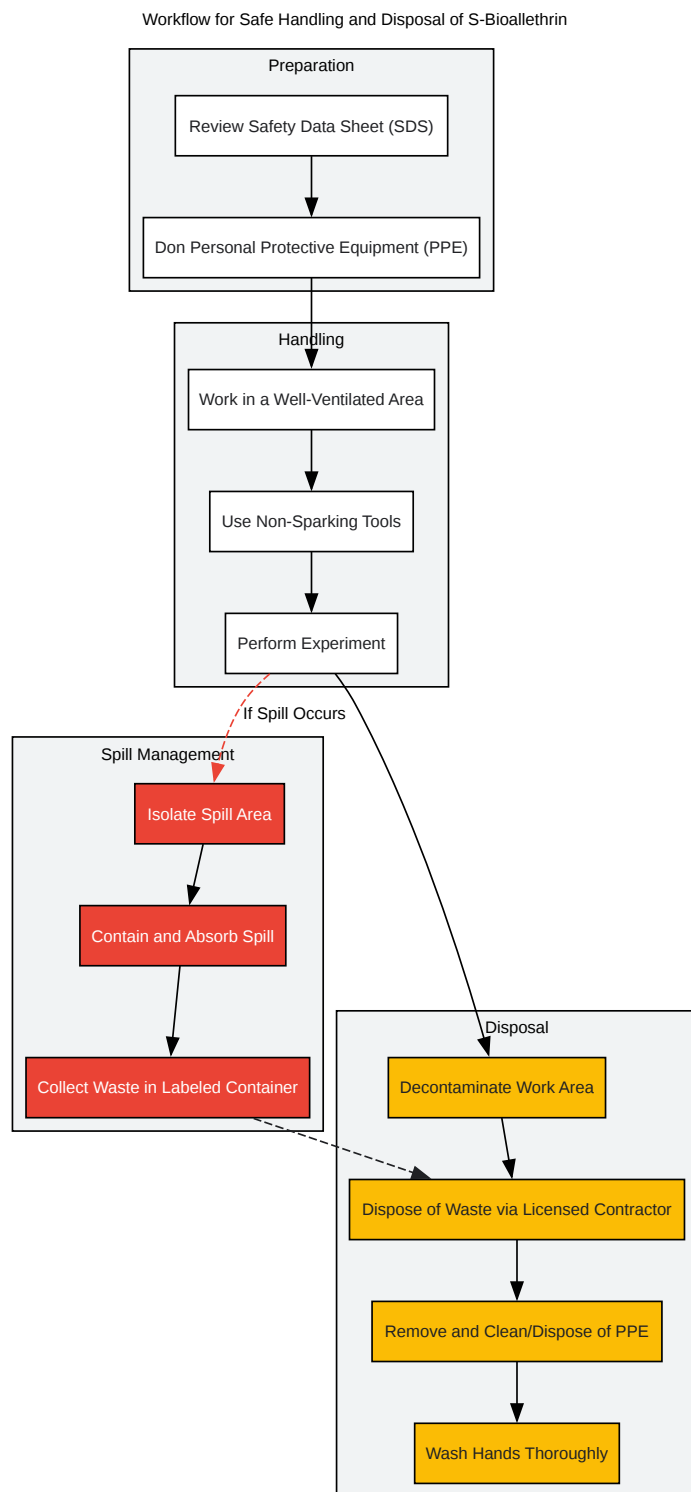 Workflow for Safe Handling and Disposal of S-Bioallethrin
Preparation
Review Safety Data Sheet (SDS)
Don Personal Protective Equipment (PPE)
Handling
Work in a Well-Ventilated Area
Use Non-Sparking Tools
Perform Experiment
If Spill Occurs
Spill Management
Isolate Spill Area
Contain and Absorb Spill
Collect Waste in Labeled Container
Disposal
Decontaminate Work Area
Dispose of Waste via Licensed Contractor
Remove and Clean/Dispose of PPE
Wash Hands Thoroughly